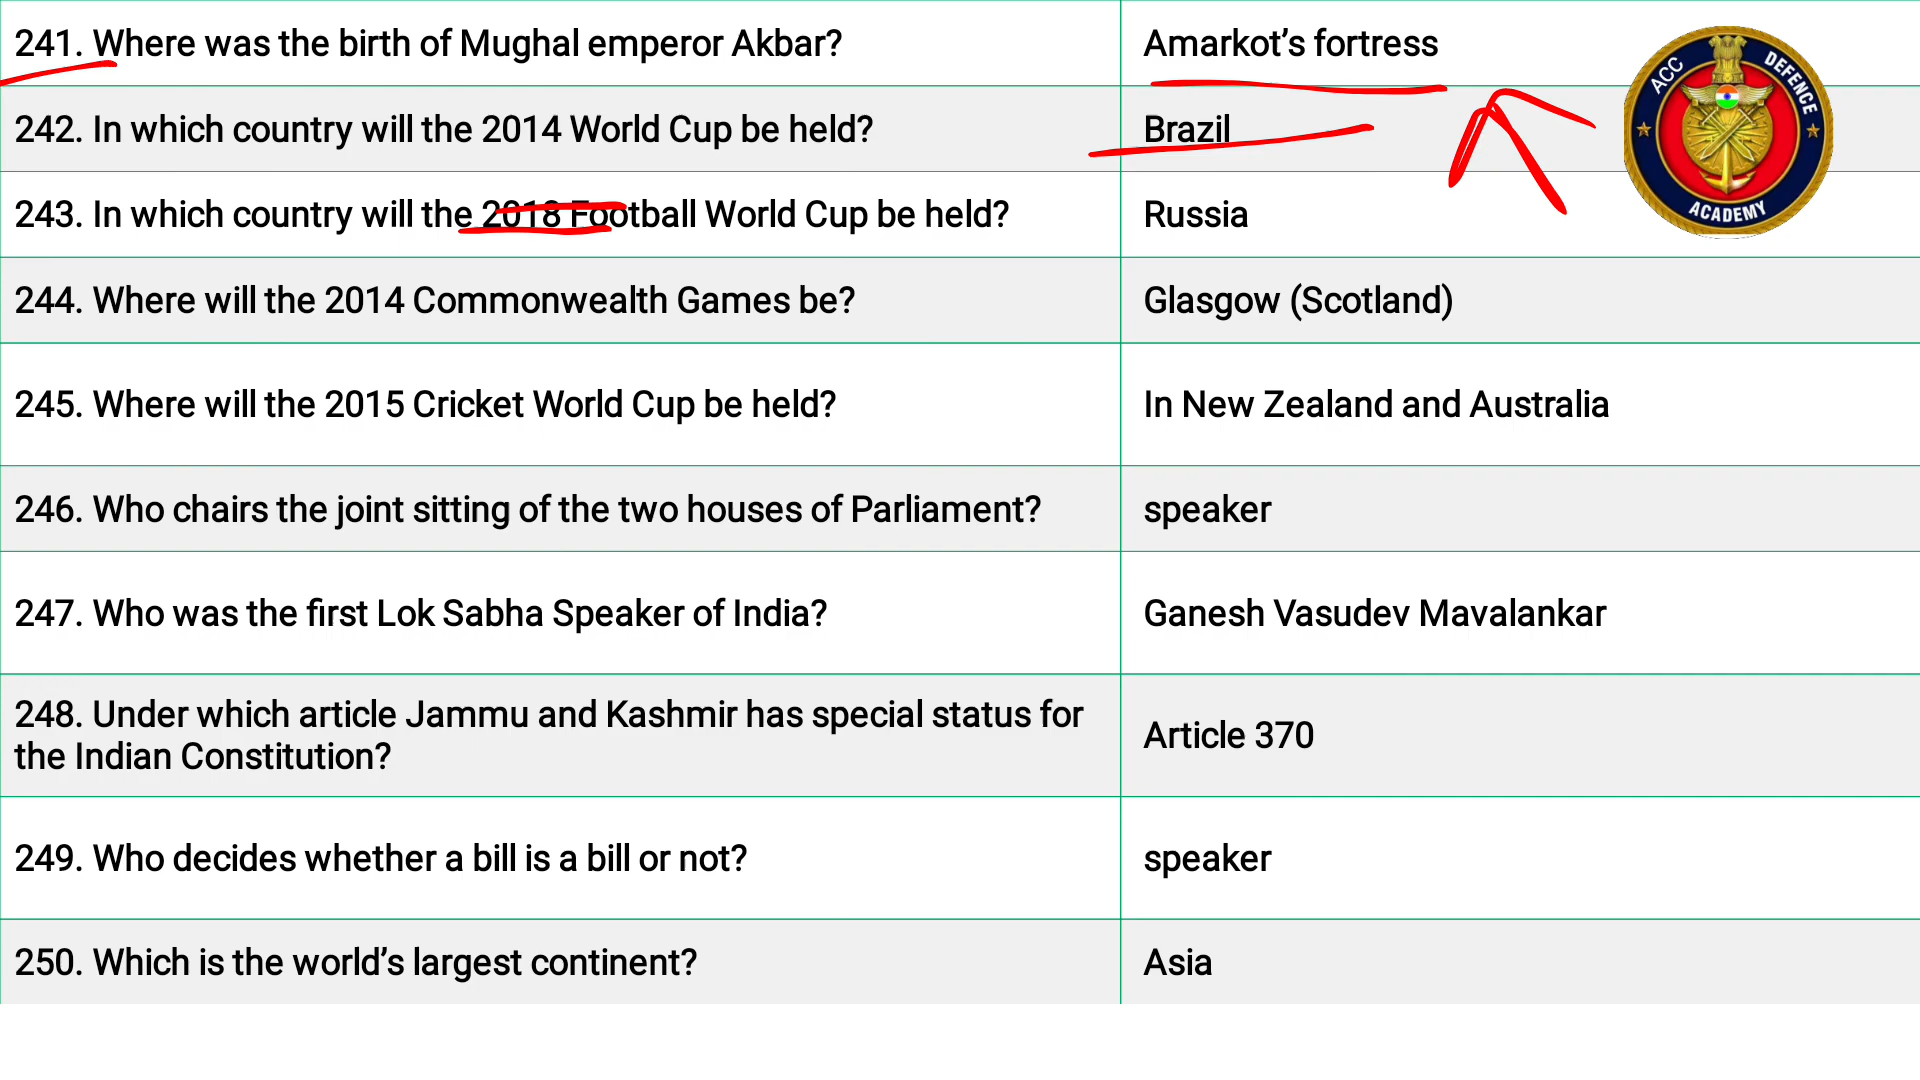 241. Where was the birth of Mughal emperor Akbar?
Amarkot’s fortress
242. In which country will the 2014 World Cup be held?
Brazil
243. In which country will the 2018 Football World Cup be held?
Russia
244. Where will the 2014 Commonwealth Games be?
Glasgow (Scotland)
245. Where will the 2015 Cricket World Cup be held?
In New Zealand and Australia
246. Who chairs the joint sitting of the two houses of Parliament?
speaker
247. Who was the first Lok Sabha Speaker of India?
Ganesh Vasudev Mavalankar
248. Under which article Jammu and Kashmir has special status for
the Indian Constitution?
Article 370
249. Who decides whether a bill is a bill or not?
speaker
250. Which is the world’s largest continent?
Asia
ACC DEFENCE
ACADEMY